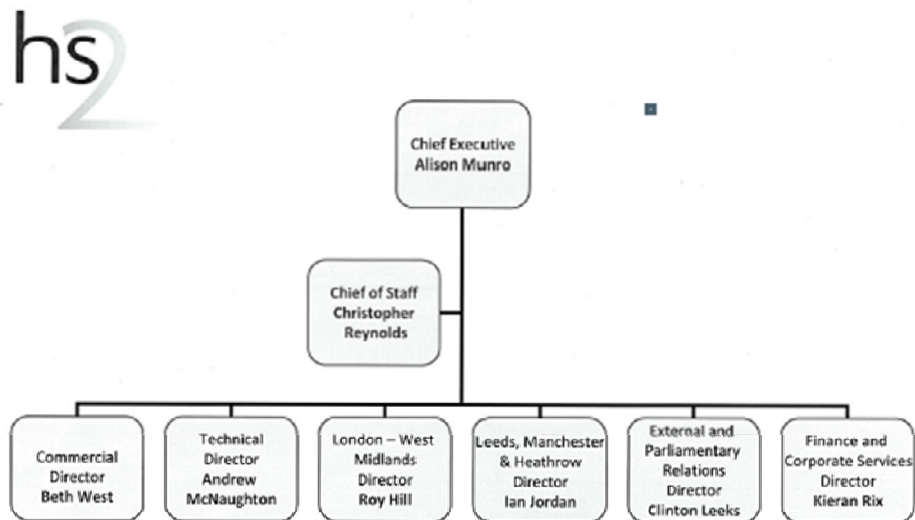 hs2
Chief Executive
Alison Munro
Chief of Staff
Christopher
Reynolds
Commercial
Director
Beth West
Technical
Director
Andrew
McNaughton
London – West
Midlands
Director
Roy Hill
Leeds, Manchester
& Heathrow
Director
Ian Jordan
External and
Parliamentary
Relations
Director
Clinton Leeks
Finance and
Corporate Services
Director
Kieran Rix